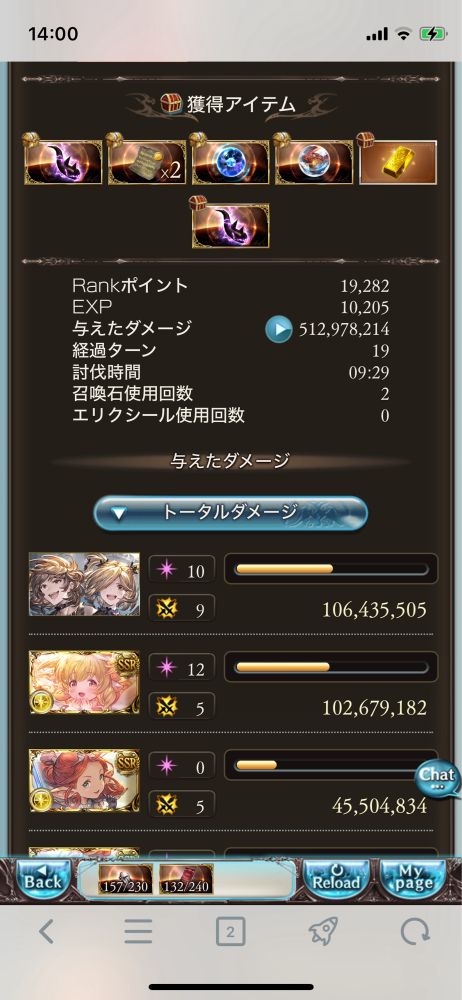 14:00
獲得アイテム
×2
Rankポイント 19,282
EXP 10,205
与えたダメージ 512,978,214
経過ターン 19
討伐時間 09:29
召喚石使用回数 2
エリクシール使用回数 0
与えたダメージ
トータルダメージ
10
9 106,435,505
SSR
12
5 102,679,182
SSR
0
5 45,504,834
Chat
Back
157/230 132/240
Reload
My page
2